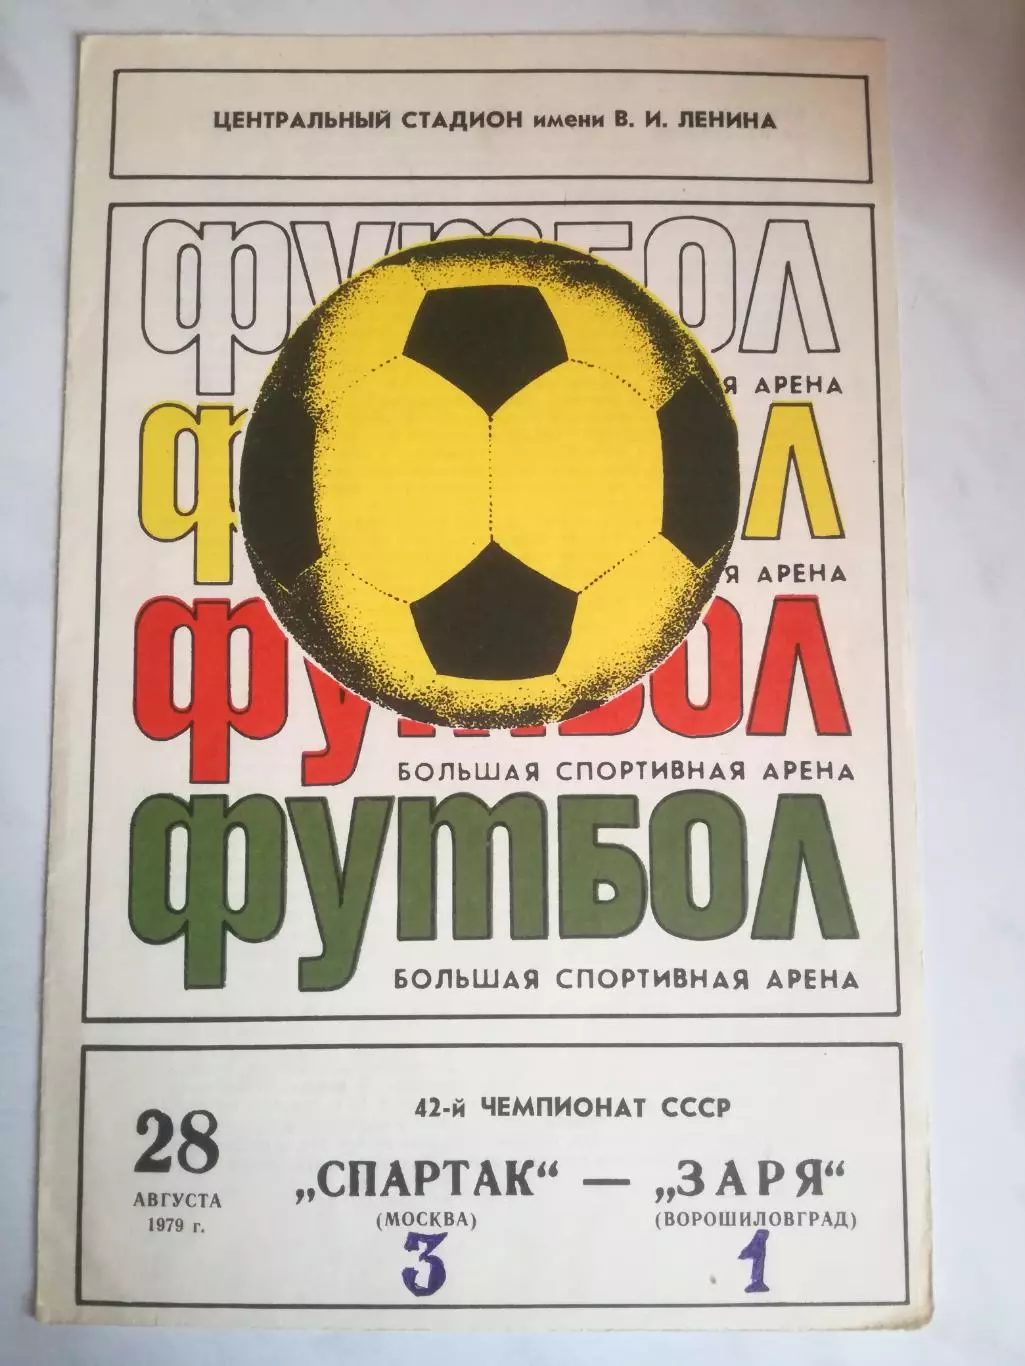 ЦЕНТРАЛЬНЫЙ СТАДИОН имени В. И. ЛЕНИНА
ФУТБОЛ
АРЕНА
ФУТБОЛ
АРЕНА
ФУТБОЛ
БОЛЬШАЯ СПОРТИВНАЯ АРЕНА
ФУТБОЛ
БОЛЬШАЯ СПОРТИВНАЯ АРЕНА
42-й ЧЕМПИОНАТ СССР
28
АВГУСТА
1979 г.
„СПАРТАК“ — „ЗАРЯ“
(МОСКВА) (ВОРОШИЛОВГРАД)
3 1